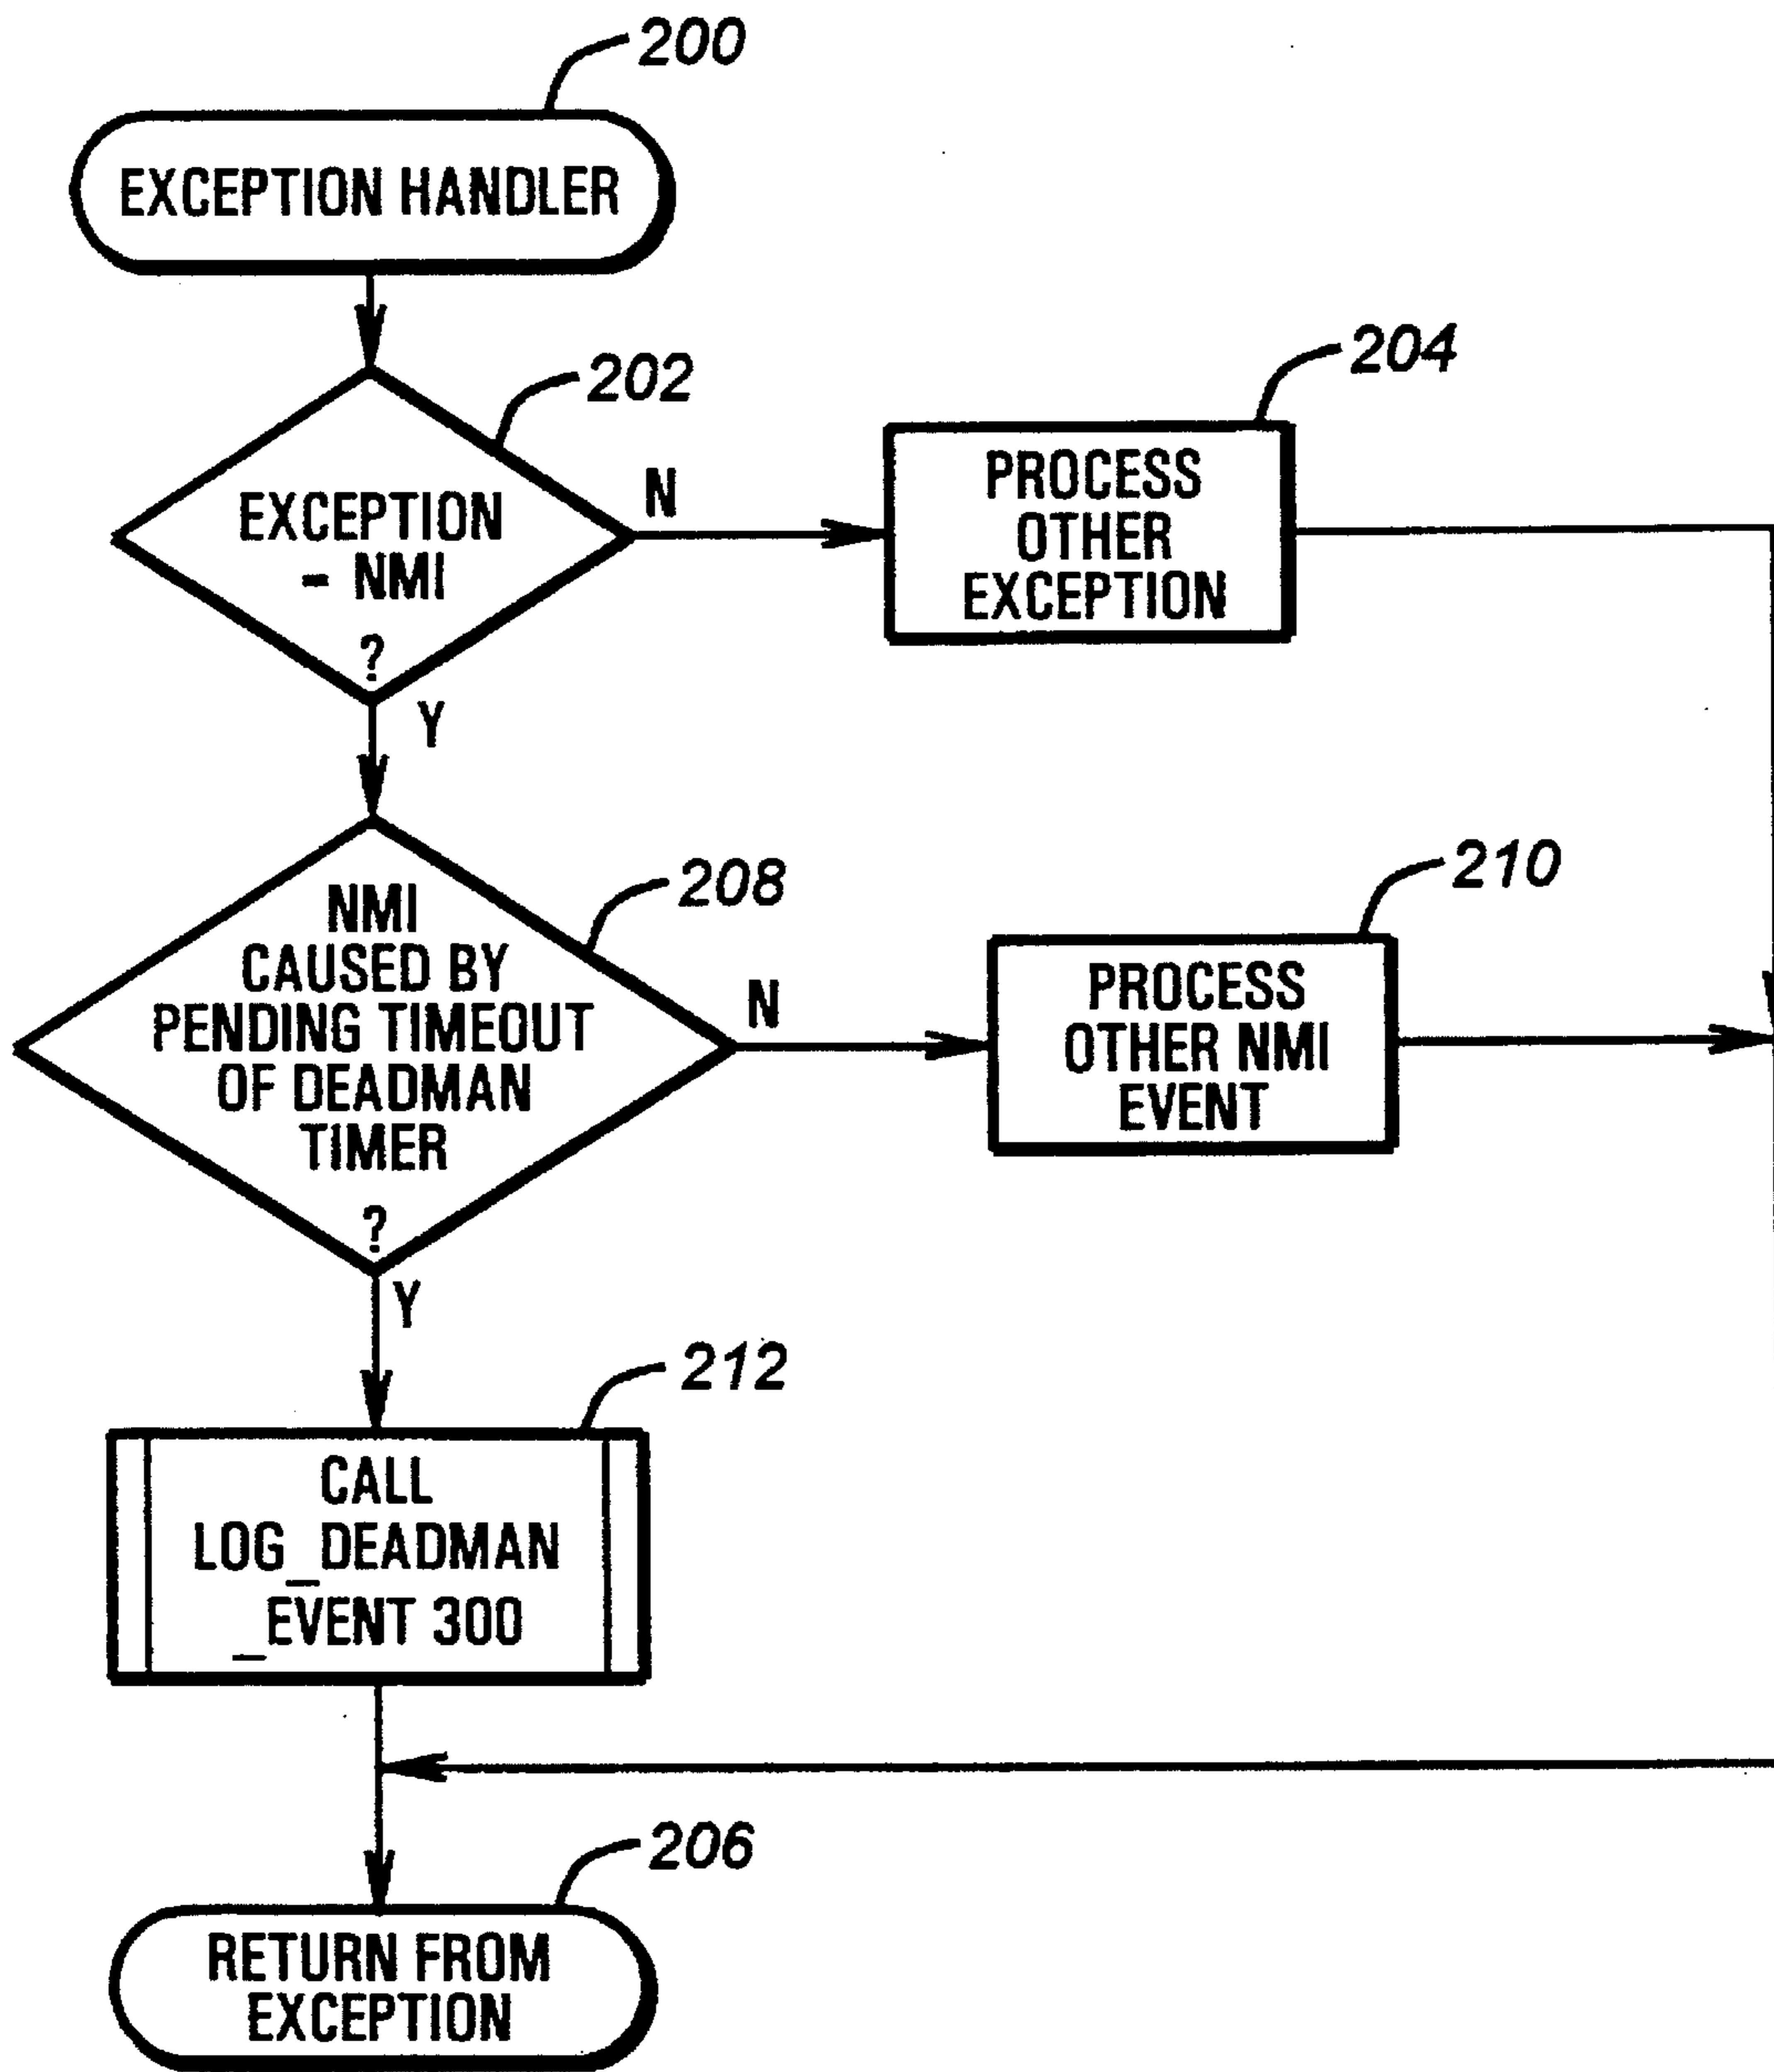 200
EXCEPTION HANDLER
202
EXCEPTION
- NMI
?
N
Y
204
PROCESS
OTHER
EXCEPTION
208
NMI
CAUSED BY
PENDING TIMEOUT
OF DEADMAN
TIMER
?
N
Y
210
PROCESS
OTHER NMI
EVENT
212
CALL
LOG_DEADMAN
_EVENT 300
206
RETURN FROM
EXCEPTION